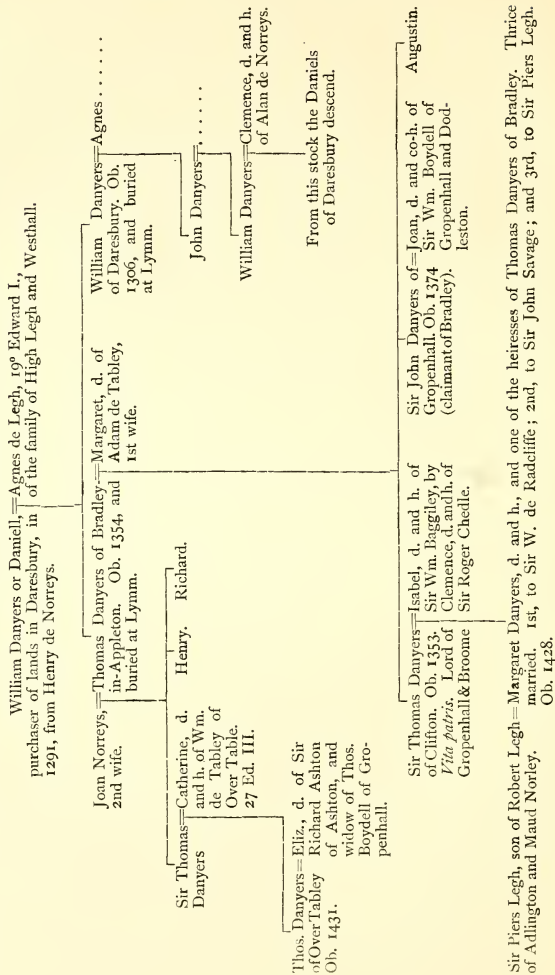 William Danyers or Daniell,=Agnes de Legh, 19º Edward I.,
purchaser of lands in Daresbury, in of the family of High Legh and Westhall.
1291, from Henry de Norreys.
Joan Norreys,=Thomas Danyers of Bradley-=Margaret, d. of
2nd wife. in-Appleton. Ob. 1354, and Adam de Tabley,
buried at Lymm. 1st wife.
William Danyers=Agnes.......
of Daresbury. Ob.
1306, and buried
at Lymm.
John Danyers=......
William Danyers=Clemence, d. and h.
of Alan de Norreys.
From this stock the Daniels
of Daresbury descend.
Sir Thomas=Catherine, d.
Danyers and h. of Wm.
de Tabley of
Over Table.
27 Ed. III.
Henry.
Richard.
Thos. Danyers=Eliz., d. of Sir
of Over Tabley Richard Ashton
Ob. 1431. of Ashton, and
widow of Thos.
Boydell of Gro-
penhall.
Sir Thomas Danyers=Isabel, d. and h. of
of Clifton. Ob. 1353, Sir Wm. Baggiley, by
Vita patris. Lord of Clemence, d. and h. of
Gropenhall & Broome Sir Roger Chedle.
Sir John Danyers of=Joan, d. and co-h. of
Gropenhall. Ob. 1374 Sir Wm. Boydell of
(claimant of Bradley). Gropenhall and Dod-
leston.
Augustin.
Sir Piers Legh, son of Robert Legh=Margaret Danyers, d. and h., and one of the heiresses of Thomas Danyers of Bradley. Thrice
of Adlington and Maud Norley. married. 1st, to Sir W. de Radcliffe; 2nd, to Sir John Savage; and 3rd, to Sir Piers Legh.
Ob. 1428.